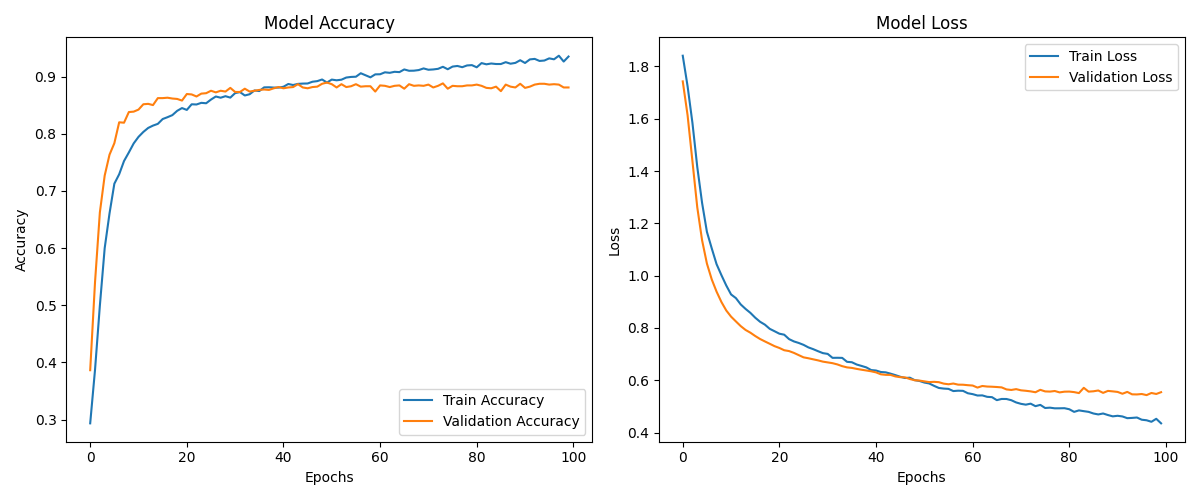 Model Accuracy
Accuracy
0.9
0.8
0.7
0.6
0.5
0.4
0.3
0 20 40 60 80 100
Epochs
Train Accuracy
Validation Accuracy
Model Loss
Loss
1.8
1.6
1.4
1.2
1.0
0.8
0.6
0.4
0 20 40 60 80 100
Epochs
Train Loss
Validation Loss